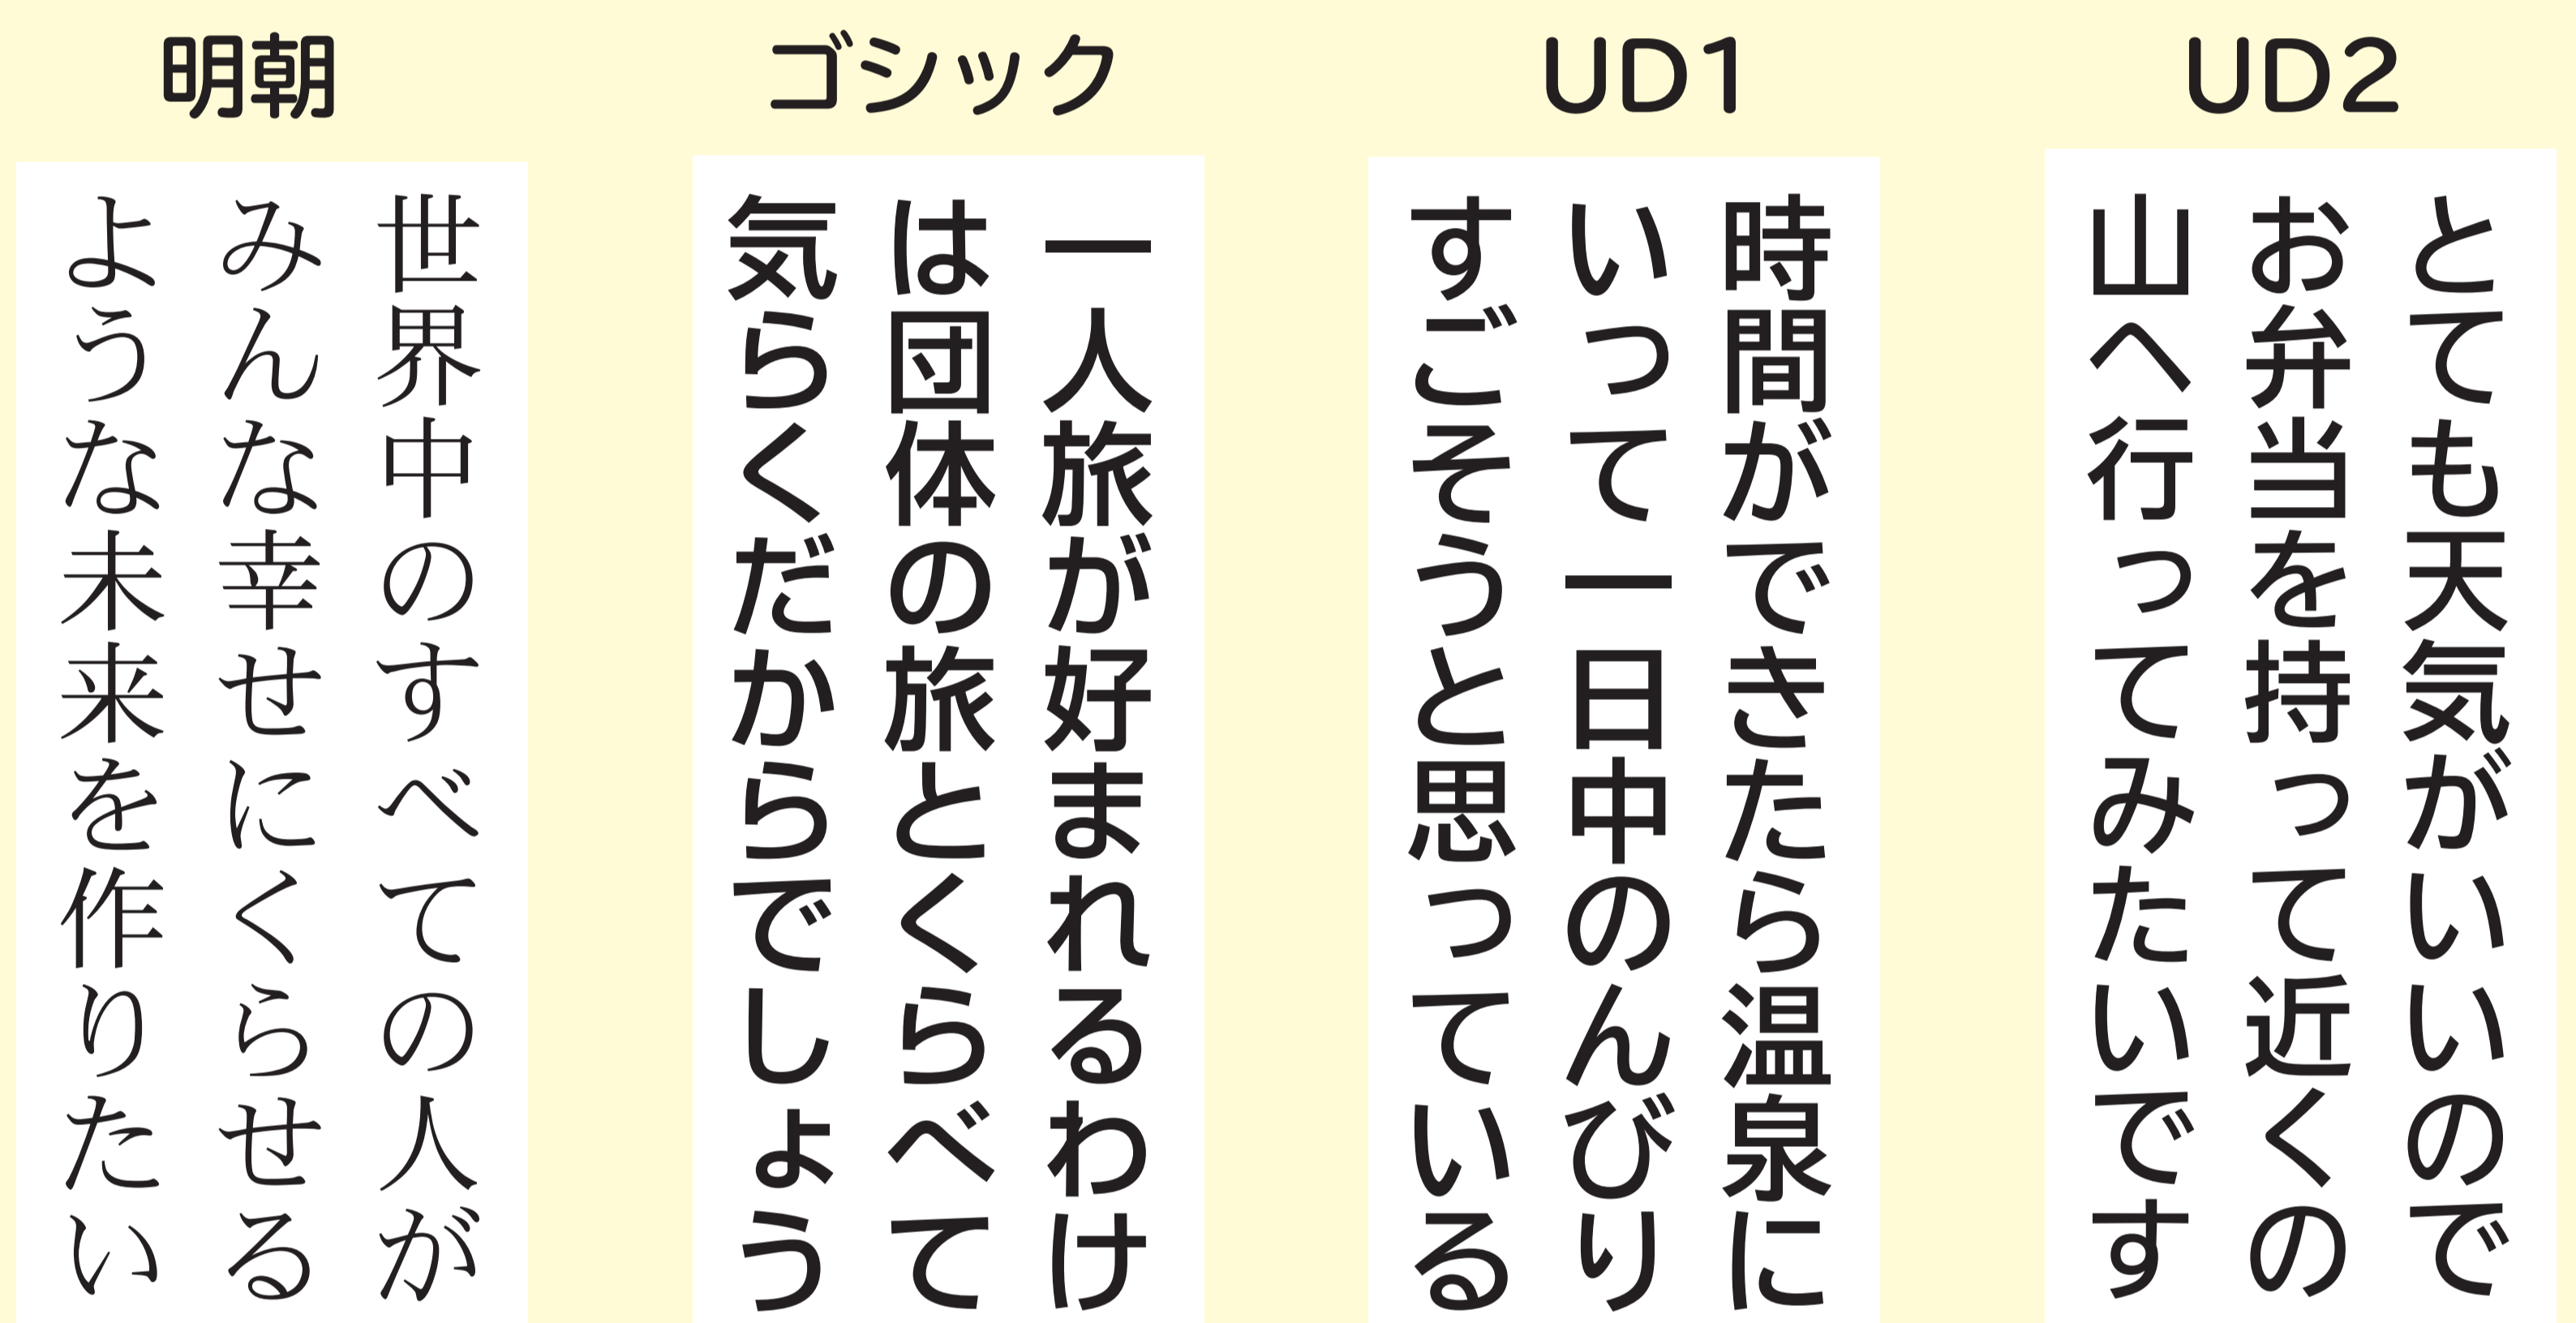 明朝
世界中のすべての人が
みんな幸せにくらせる
ような未来を作りたい
ゴシック
一人旅が好まれるわけ
は団体の旅とくらべて
気らくだからでしょう
UD1
時間ができたら温泉に
いって一日中のんびり
すごそうと思っている
UD2
とても天気がいいので
お弁当を持って近くの
山へ行ってみたいです